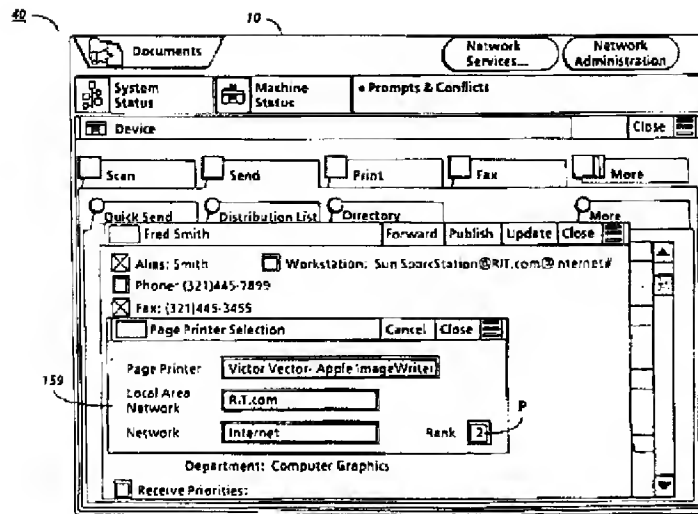 40
10
Documents
Network Services...
Network Administration
System Status
Machine Status
• Prompts & Conflicts
Device
Close
Scan
Send
Print
Fax
More
Quick Send
Distribution List
Directory
More
Fred Smith
Forward
Publish
Update
Close
Alias: Smith
Workstation: Sun SparcStation@RIT.com@Internet#
Phone: (321)445-7899
Fax: (321)445-3455
Page Printer Selection
Cancel
Close
Page Printer
Victor Vector- Apple ImageWriter
159
Local Area Network
RIT.com
P
Network
Internet
Rank
2
Department: Computer Graphics
Receive Priorities: